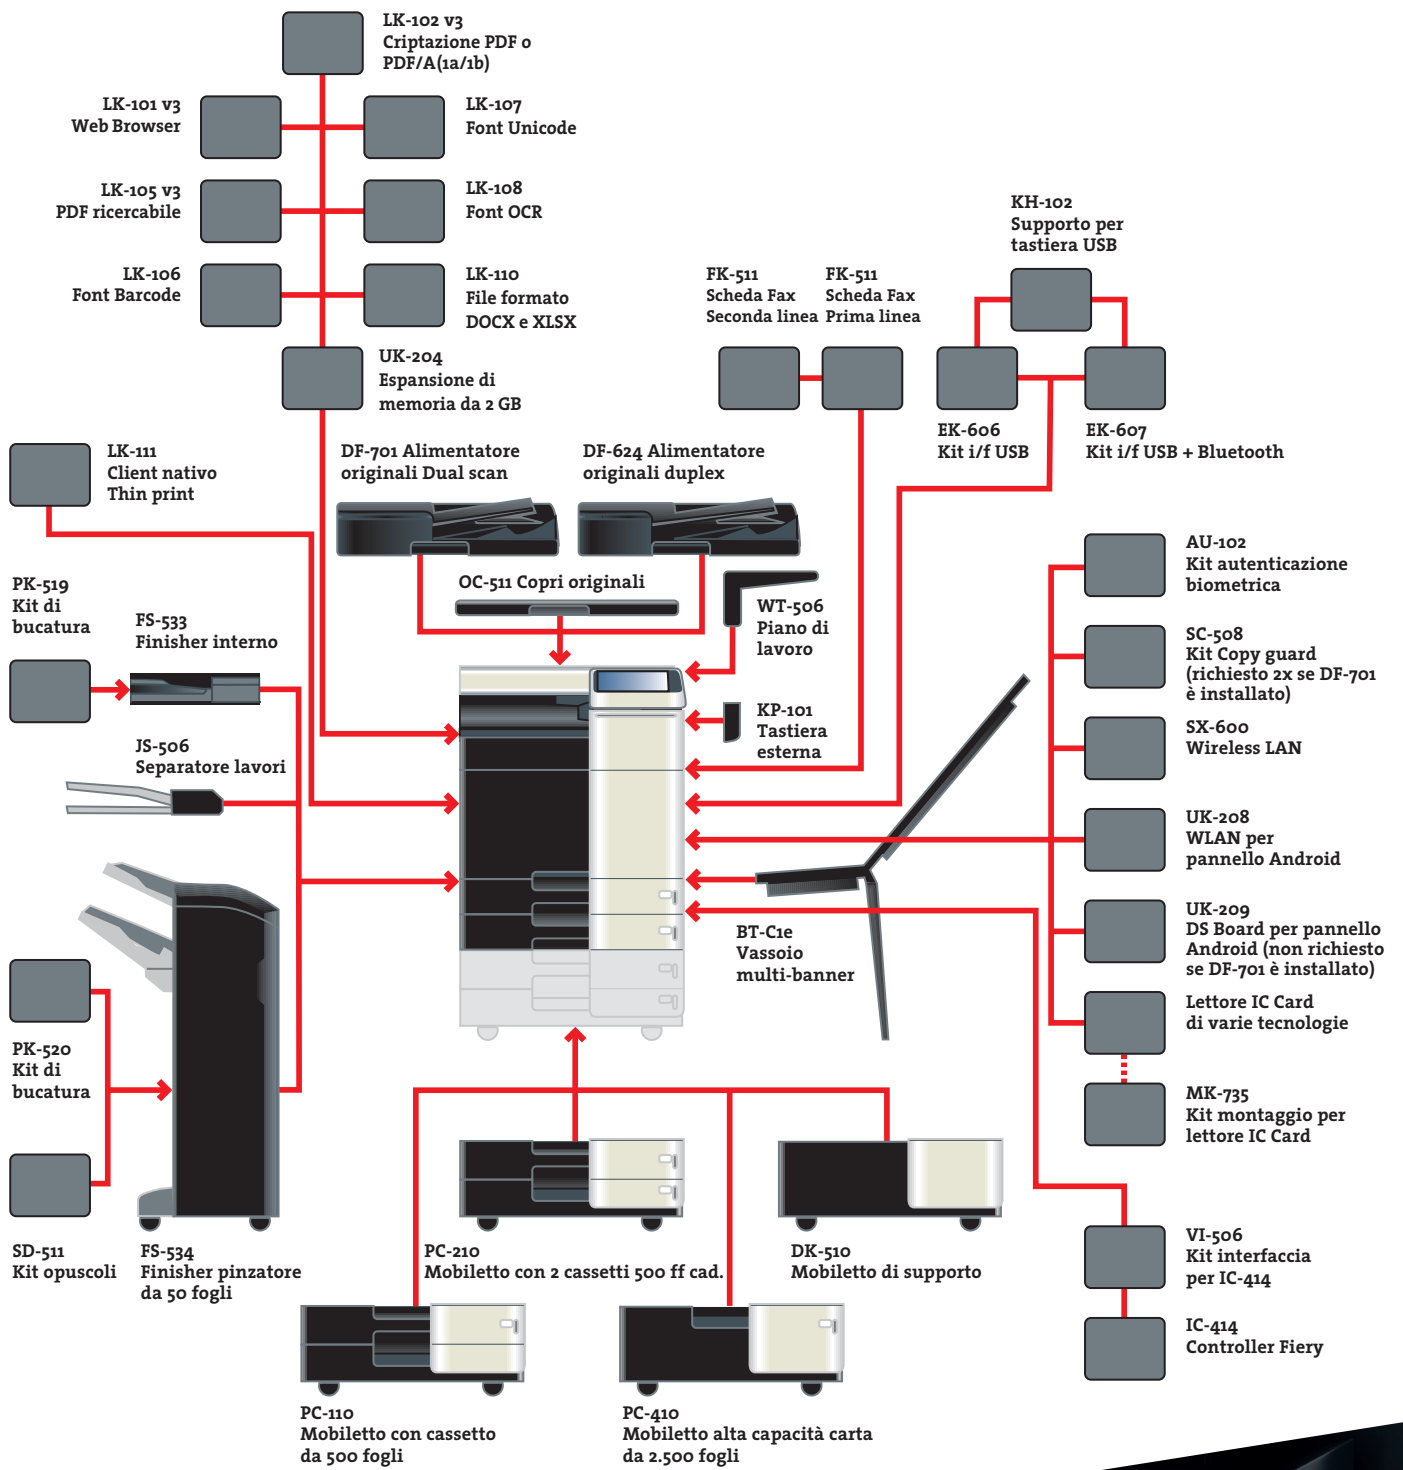 LK-102 v3
Criptazione PDF o
PDF/A(1a/1b)
LK-101 v3
Web Browser
LK-107
Font Unicode
LK-105 v3
PDF ricercabile
LK-108
Font OCR
LK-106
Font Barcode
LK-110
File formato
DOCX e XLSX
UK-204
Espansione di
memoria da 2 GB
KH-102
Supporto per
tastiera USB
FK-511
Scheda Fax
Seconda linea
FK-511
Scheda Fax
Prima linea
EK-606
Kit i/f USB
EK-607
Kit i/f USB + Bluetooth
LK-111
Client nativo
Thin print
DF-701 Alimentatore
originali Dual scan
DF-624 Alimentatore
originali duplex
OC-511 Copri originali
WT-506
Piano di
lavoro
KP-101
Tastiera
esterna
PK-519
Kit di
bucatura
FS-533
Finisher interno
JS-506
Separatore lavori
AU-102
Kit autenticazione
biometrica
SC-508
Kit Copy guard
(richiesto 2x se DF-701
è installato)
SX-600
Wireless LAN
UK-208
WLAN per
pannello Android
UK-209
DS Board per pannello
Android (non richiesto
se DF-701 è installato)
Lettore IC Card
di varie tecnologie
MK-735
Kit montaggio per
lettore IC Card
BT-C1e
Vassoio
multi-banner
PK-520
Kit di
bucatura
SD-511
Kit opuscoli
FS-534
Finisher pinzatore
da 50 fogli
PC-210
Mobiletto con 2 cassetti 500 ff cad.
DK-510
Mobiletto di supporto
VI-506
Kit interfaccia
per IC-414
IC-414
Controller Fiery
PC-110
Mobiletto con cassetto
da 500 fogli
PC-410
Mobiletto alta capacità carta
da 2.500 fogli